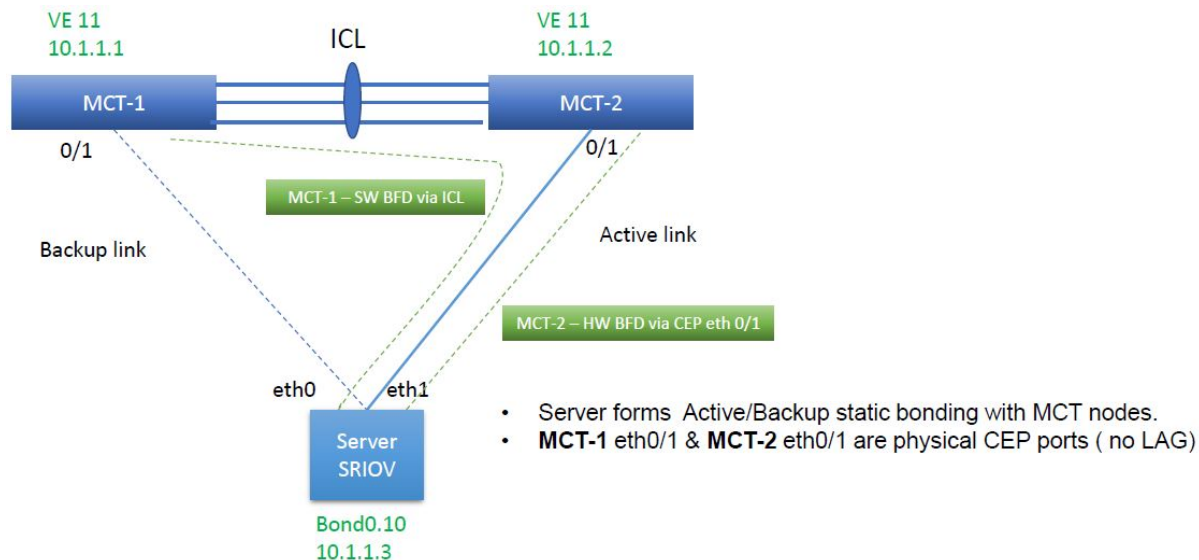 VE 11
10.1.1.1
ICL
VE 11
10.1.1.2
MCT-1
MCT-2
0/1
0/1
MCT-1 – SW BFD via ICL
Backup link
Active link
MCT-2 – HW BFD via CEP eth 0/1
eth0
eth1
Server
SRIOV
Bond0.10
10.1.1.3
• Server forms Active/Backup static bonding with MCT nodes.
• MCT-1 eth0/1 & MCT-2 eth0/1 are physical CEP ports ( no LAG)